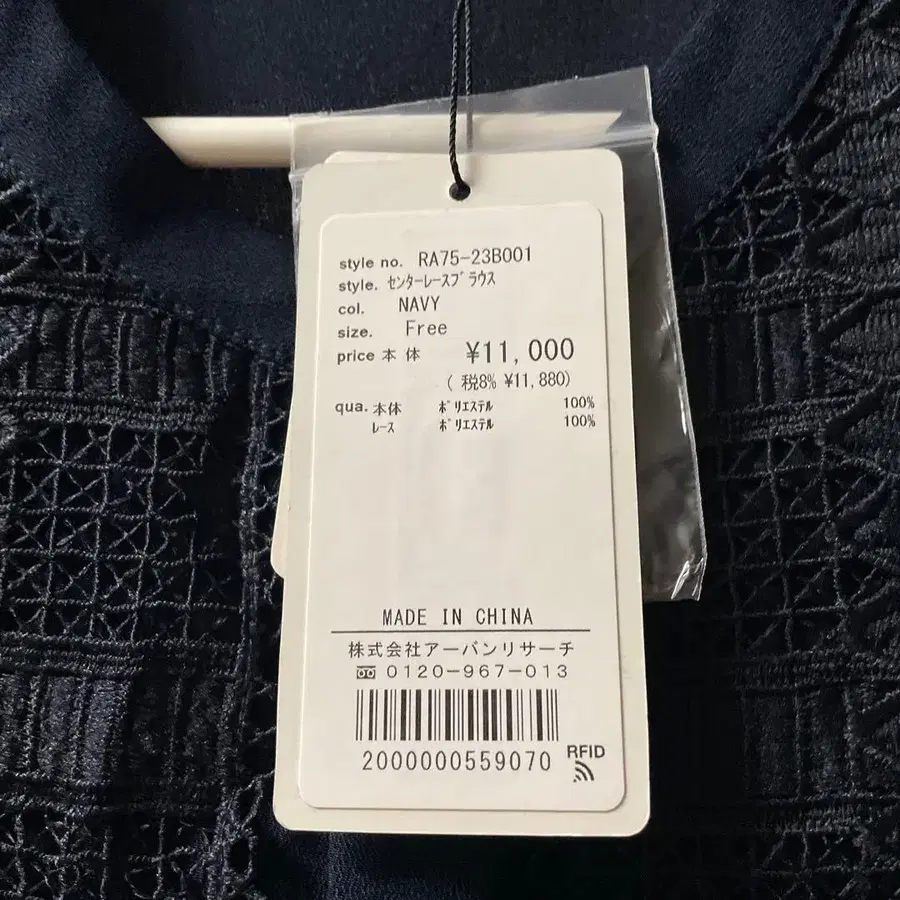 style no. RA75-23B001
style. ｾﾝﾀｰﾚｰｽﾌﾞﾗｳｽ
col. NAVY
size. Free
price 本体 ¥11,000
( 税8% ¥11,880)
qua. 本体 ﾎﾟﾘｴｽﾃﾙ 100%
ﾚｰｽ ﾎﾟﾘｴｽﾃﾙ 100%
MADE IN CHINA
株式会社アーバンリサーチ
0120-967-013
2000000559070
RFID